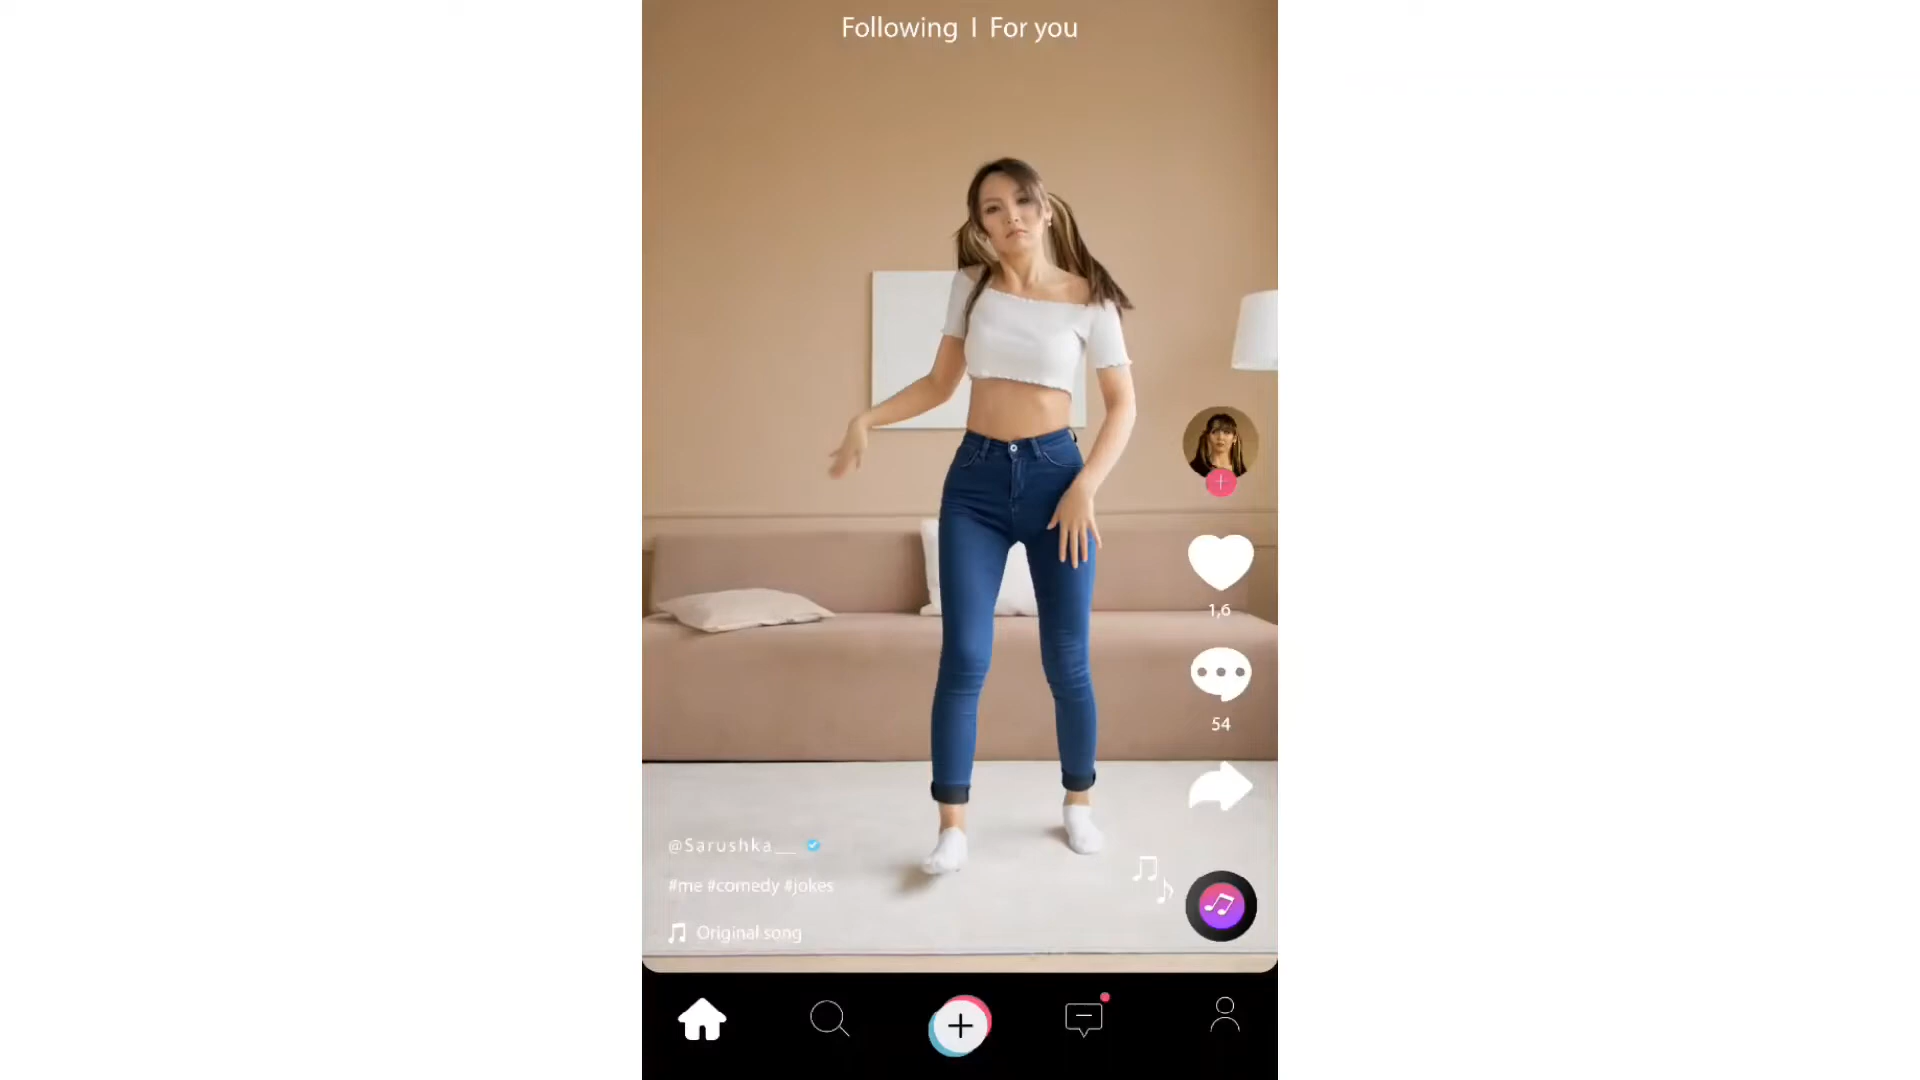 Following | For you
1,6
54
@Sarushka__
#me #comedy #jokes
Original song